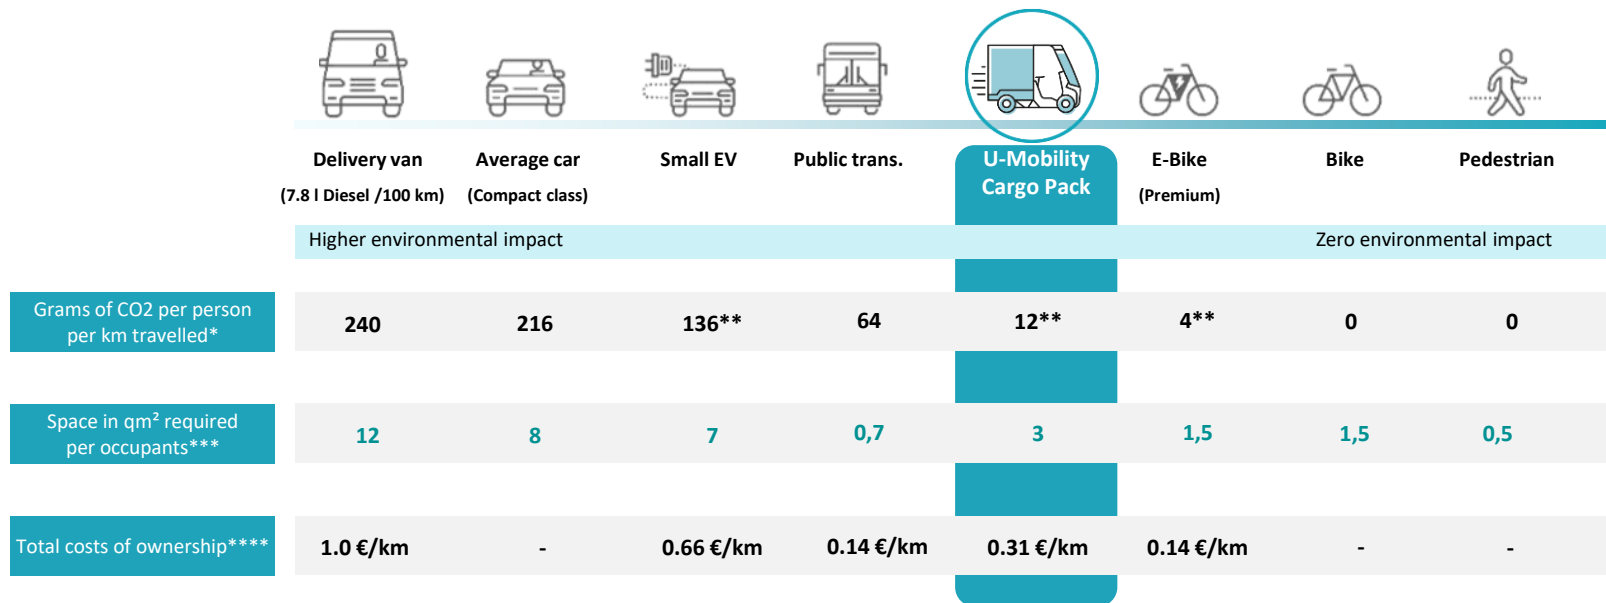 Delivery van Average car Small EV Public trans. U-Mobility E-Bike Bike Pedestrian
Cargo Pack
(7.8 l Diesel /100 km) (Compact class) (Premium)
Higher environmental impact Zero environmental impact
Grams of CO2 per person
per km travelled*
240 216 136** 64 12** 4** 0 0
Space in qm² required
per occupants***
12 8 7 0,7 3 1,5 1,5 0,5
Total costs of ownership**** 1.0 €/km - 0.66 €/km 0.14 €/km 0.31 €/km 0.14 €/km - -